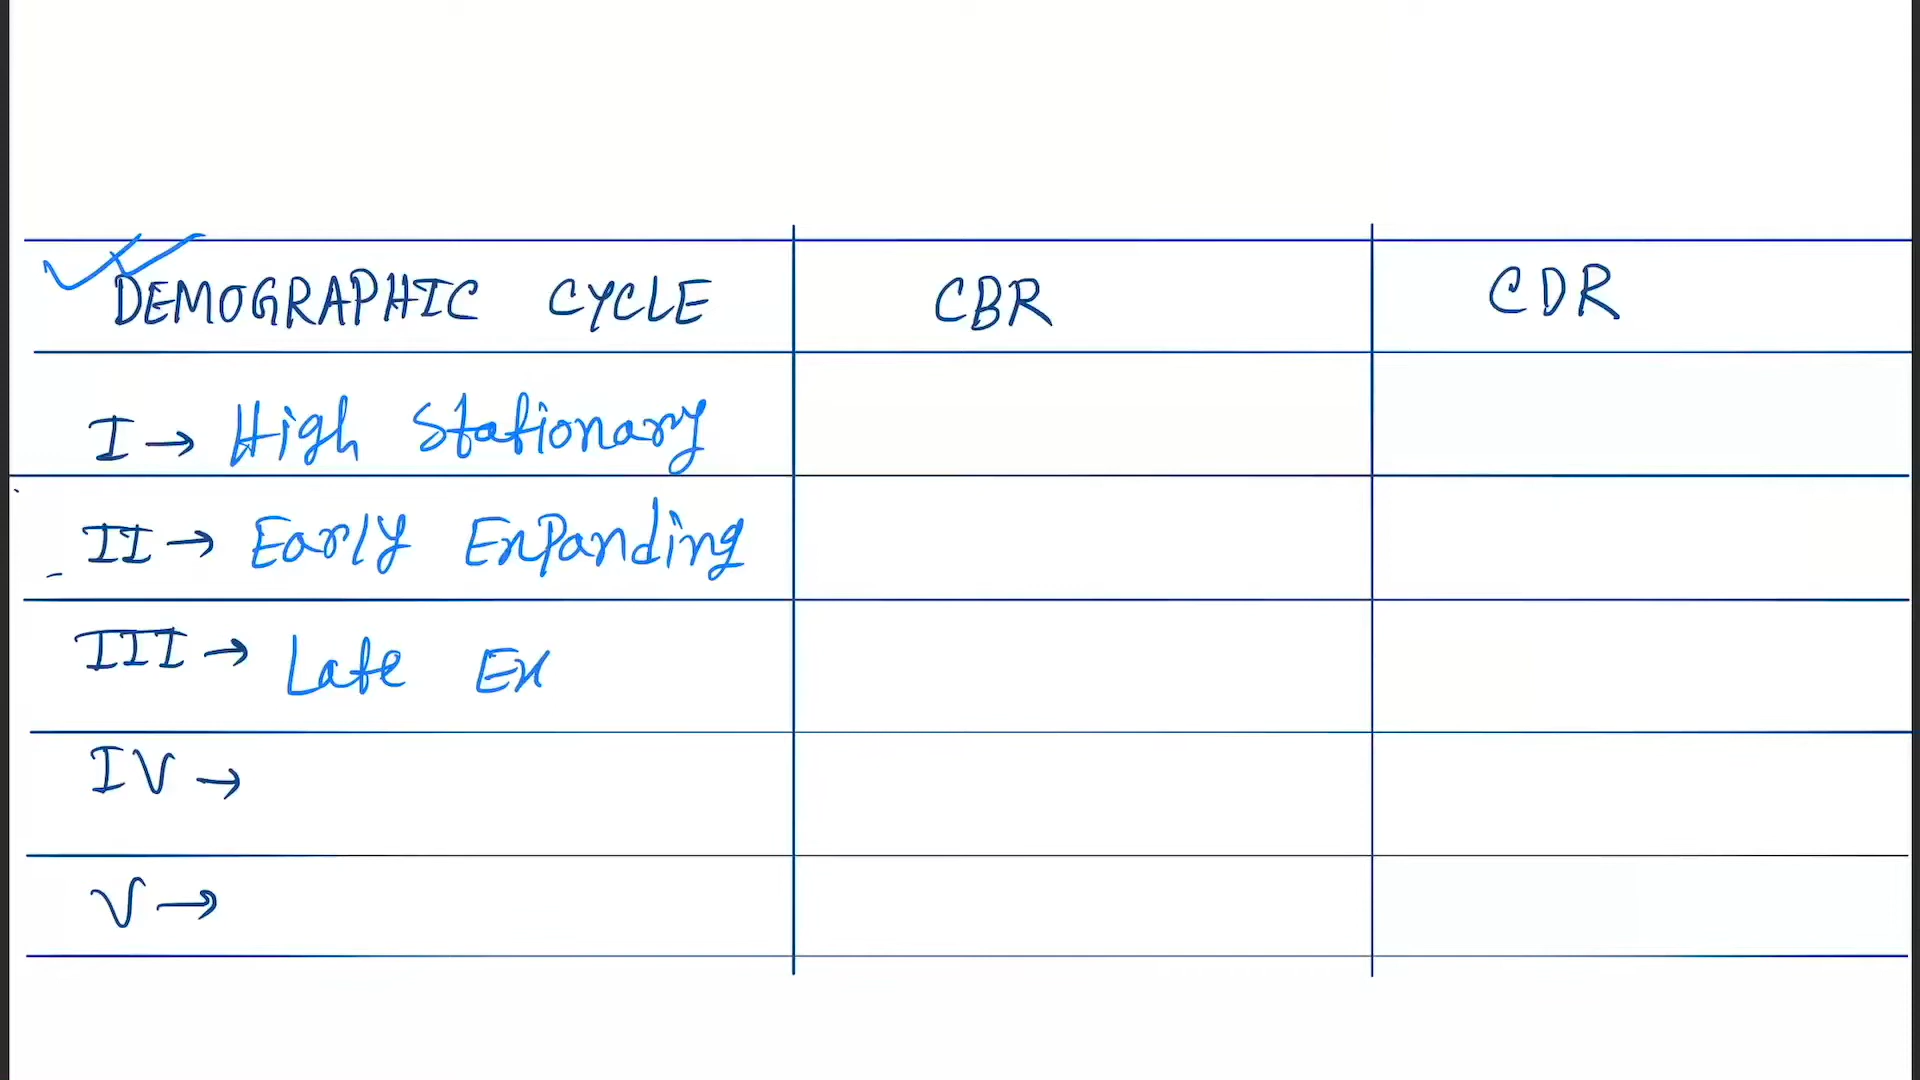 DEMOGRAPHIC CYCLE CBR CDR
I → High Stationary
II → Early Expanding
III → Late Ex
IV →
V →